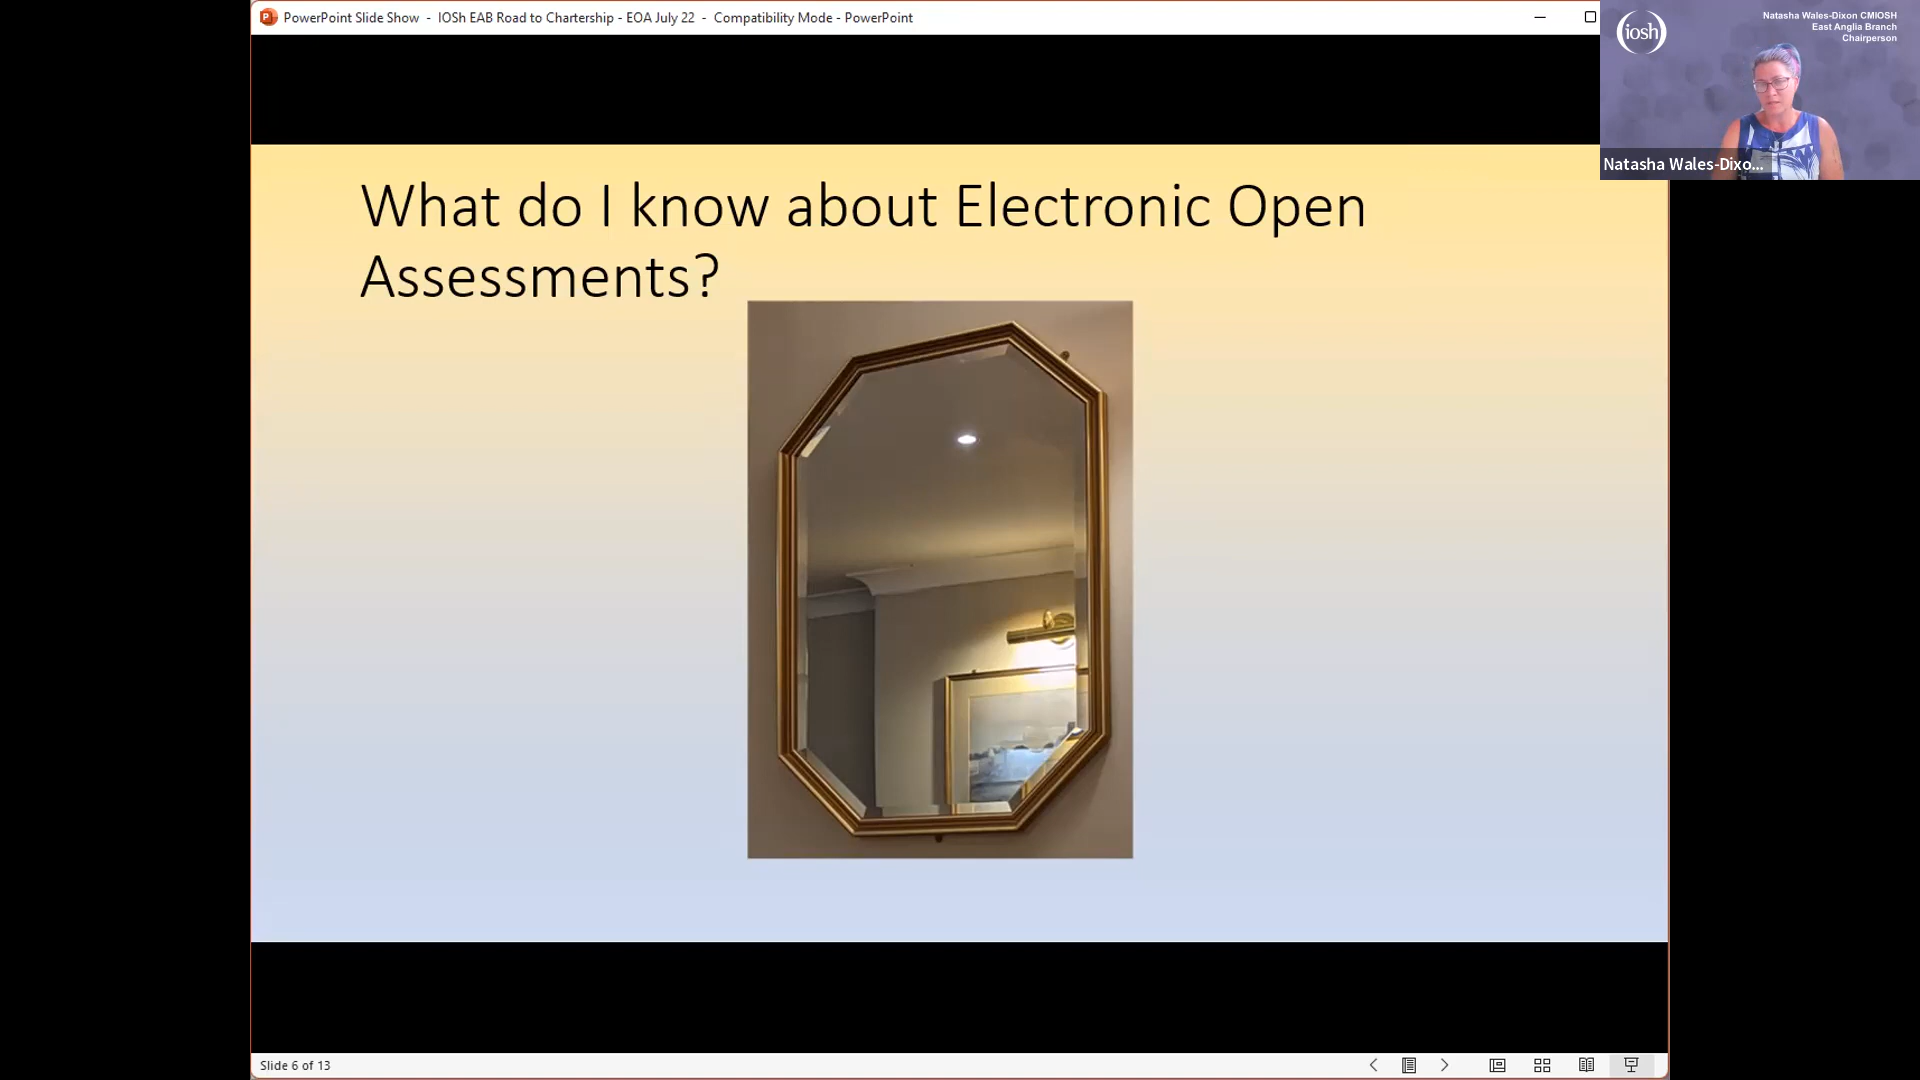 PowerPoint Slide Show - IOSh EAB Road to Chartership - EOA July 22 - Compatibility Mode - PowerPoint
iosh
Natasha Wales-Dixon CMIOSH
East Anglia Branch
Chairperson
Natasha Wales-Dixo...
What do I know about Electronic Open
Assessments?
Slide 6 of 13